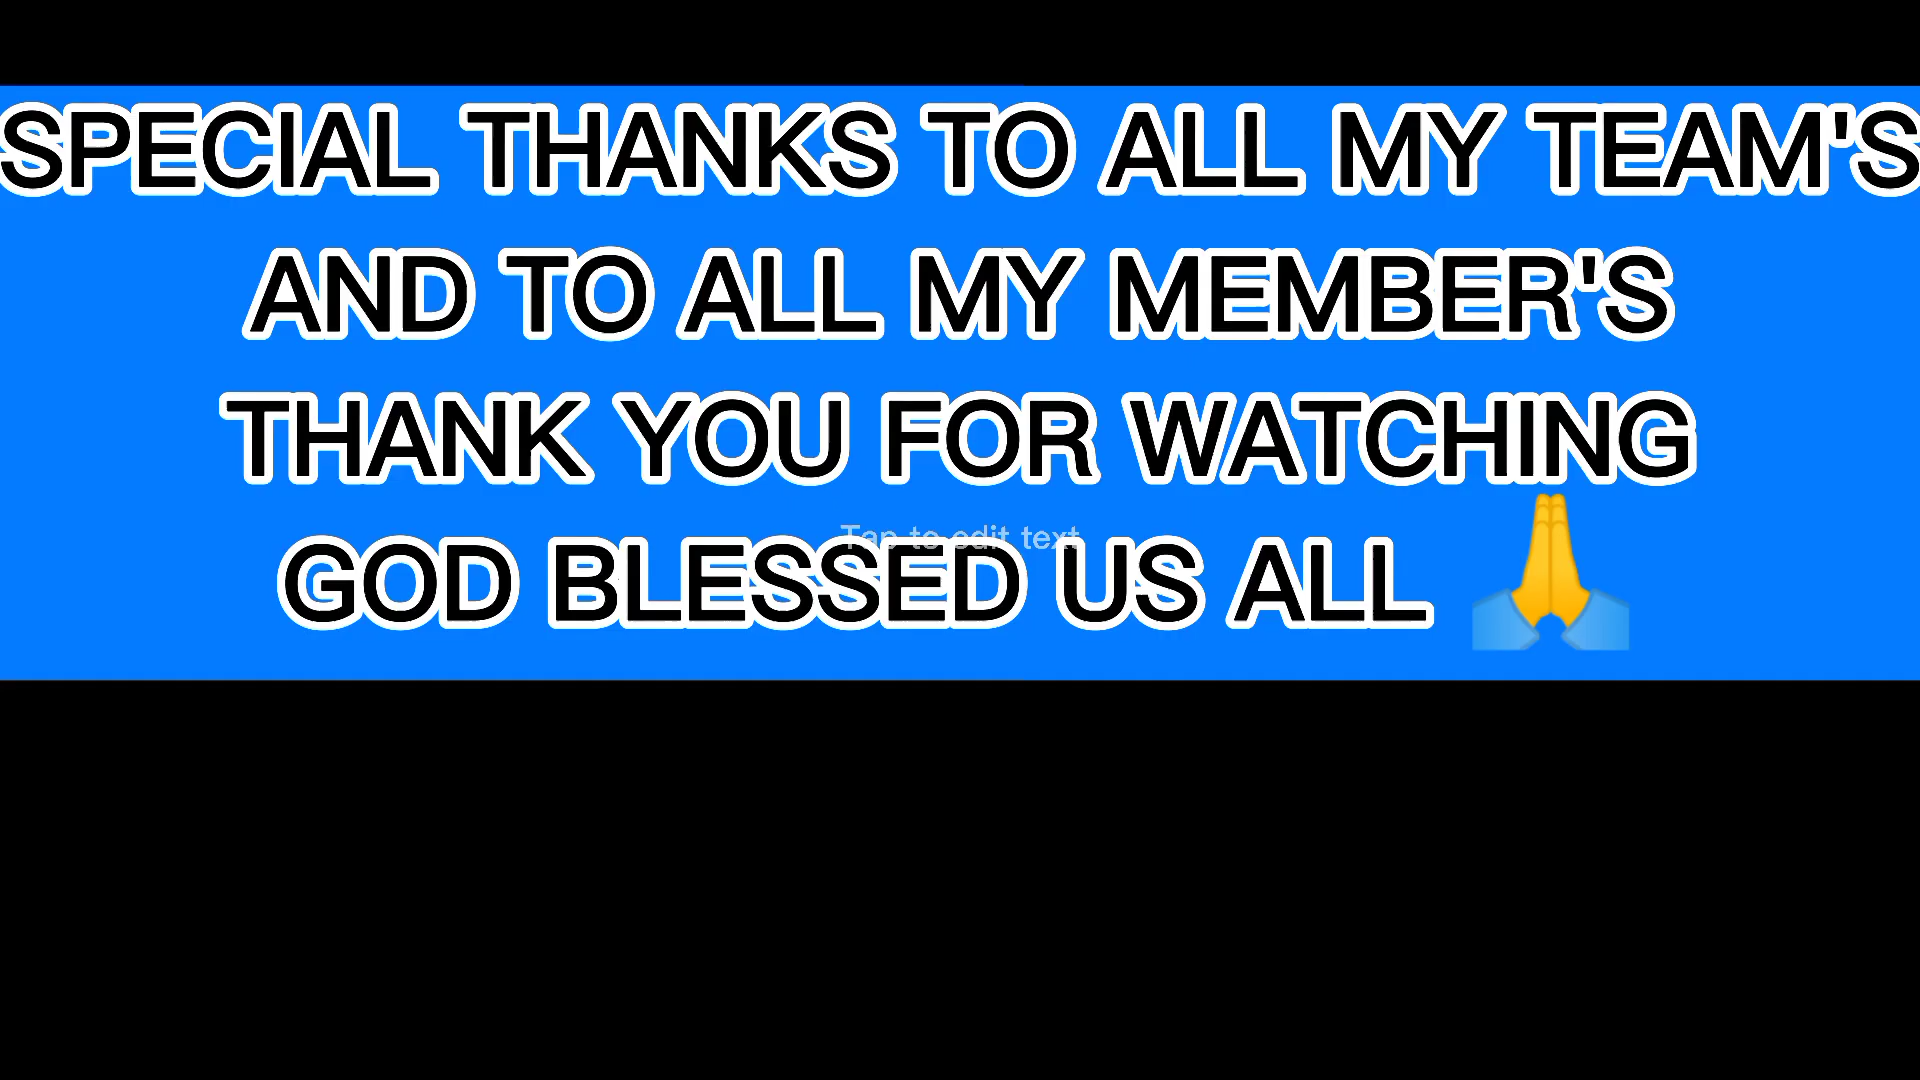 SPECIAL THANKS TO ALL MY TEAM'S
AND TO ALL MY MEMBER'S
THANK YOU FOR WATCHING
Tap to edit text
GOD BLESSED US ALL 🙏